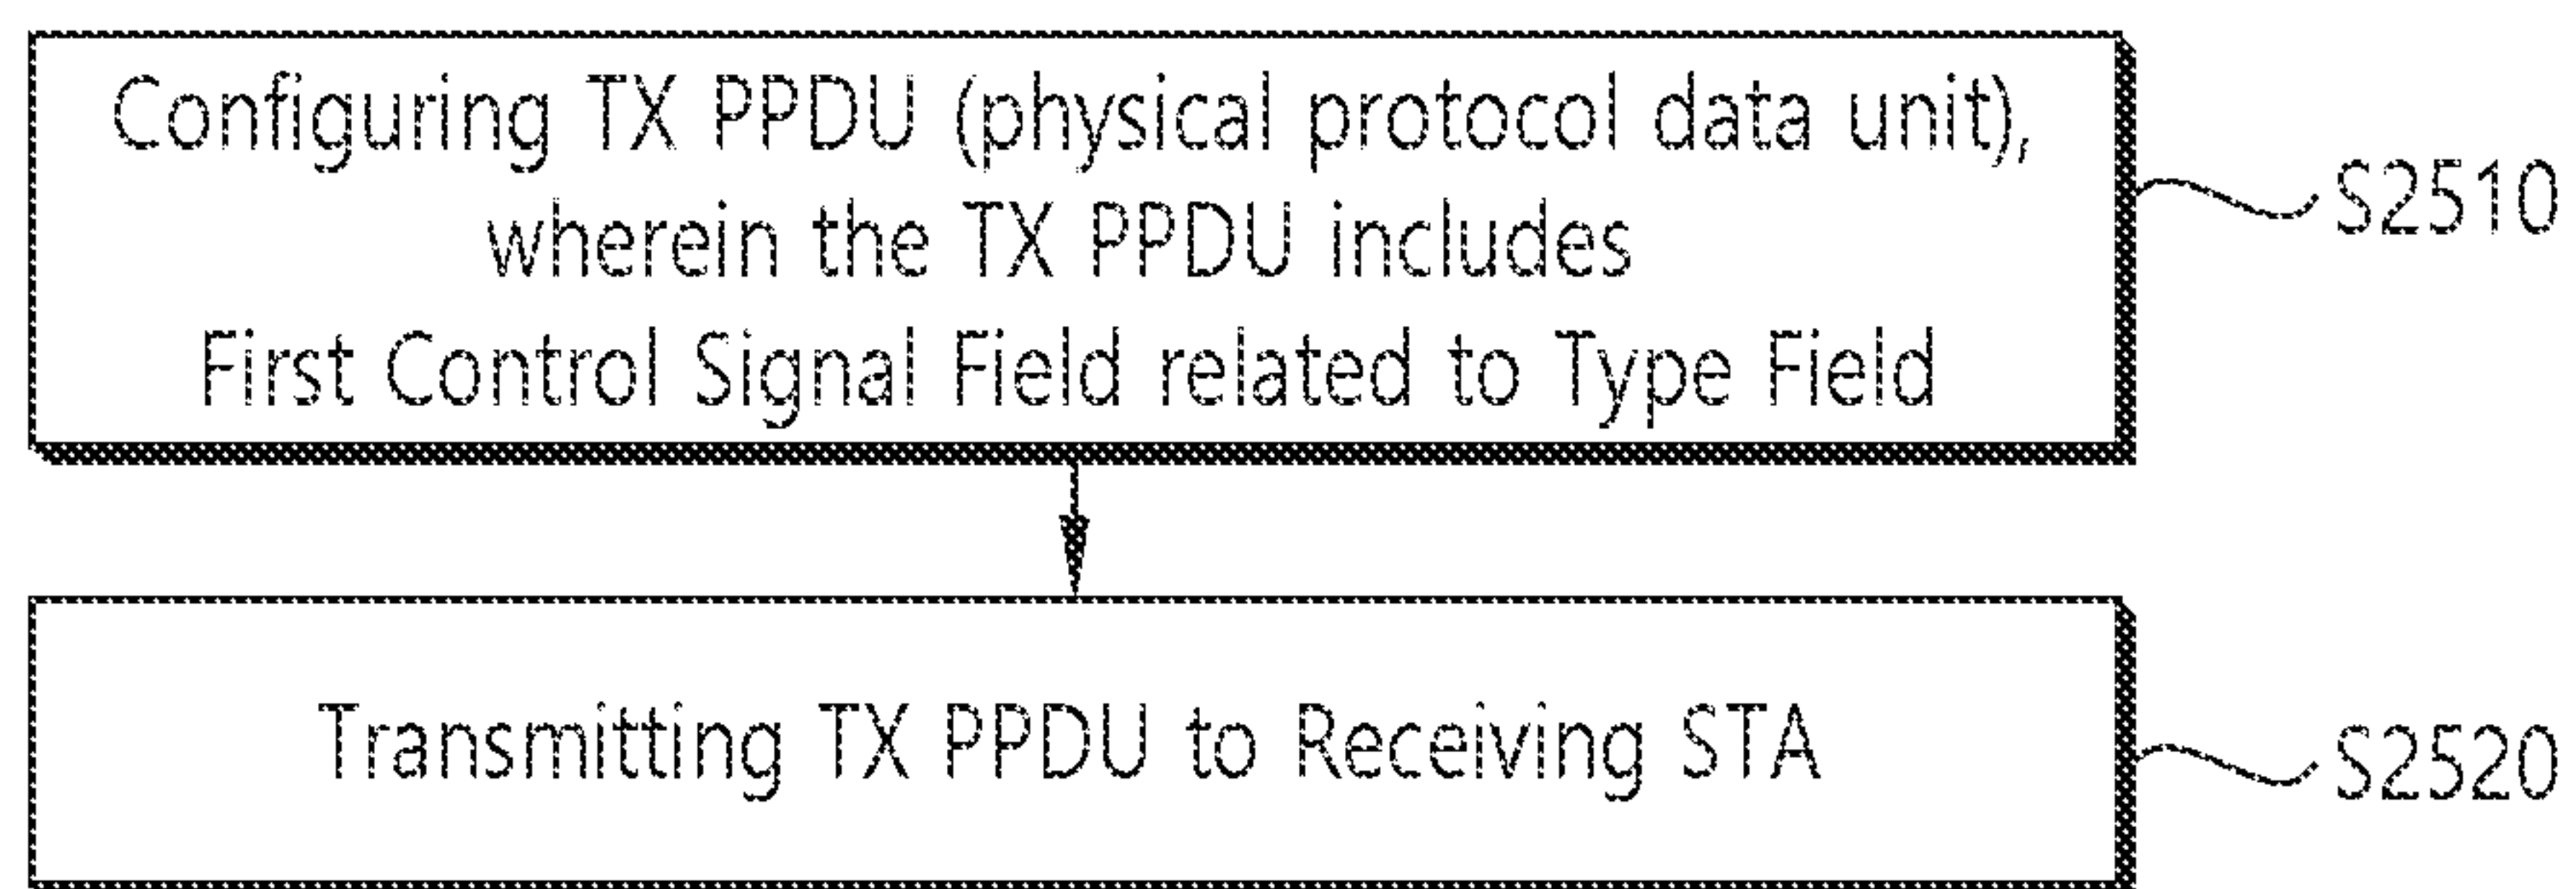 Configuring TX PPDU (physical protocol data unit),
wherein the TX PPDU includes
First Control Signal Field related to Type Field
S2510
Transmitting TX PPDU to Receiving STA
S2520